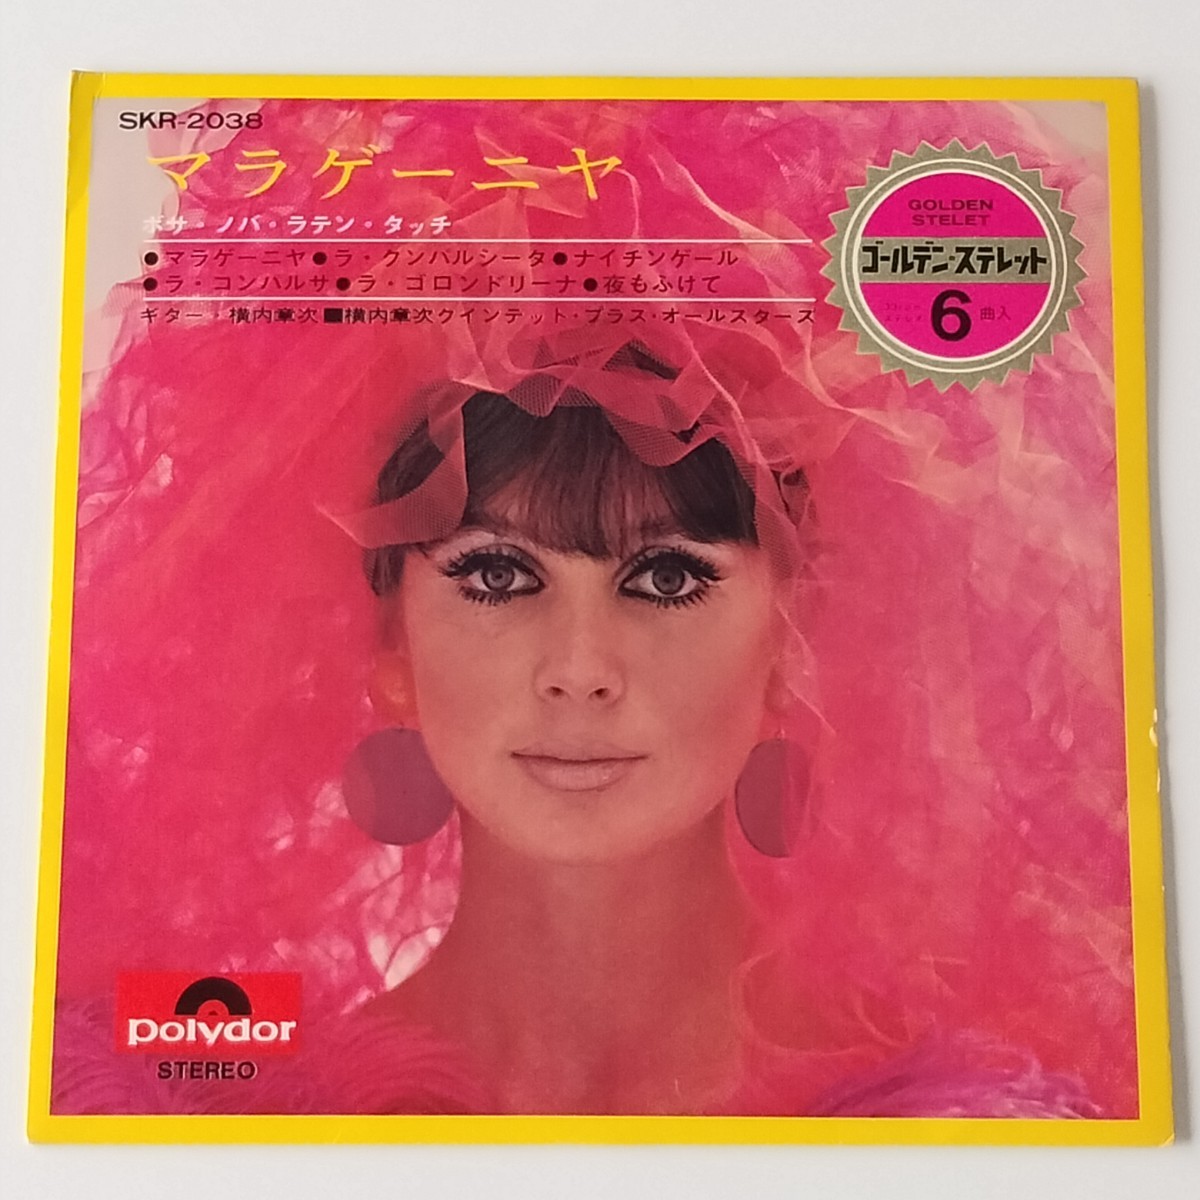 SKR-2038
マラゲーニヤ
ボサ・ノバ・ラテン・タッチ
●マラゲーニヤ●ラ・クンパルシータ●ナイチンゲール
●ラ・コンパルサ●ラ・ゴロンドリーナ●夜もふけて
ギター・横内章次■横内章次クインテット・プラス・オールスターズ
GOLDEN
STELET
ゴールデン・ステレット
6曲入
polydor
STEREO